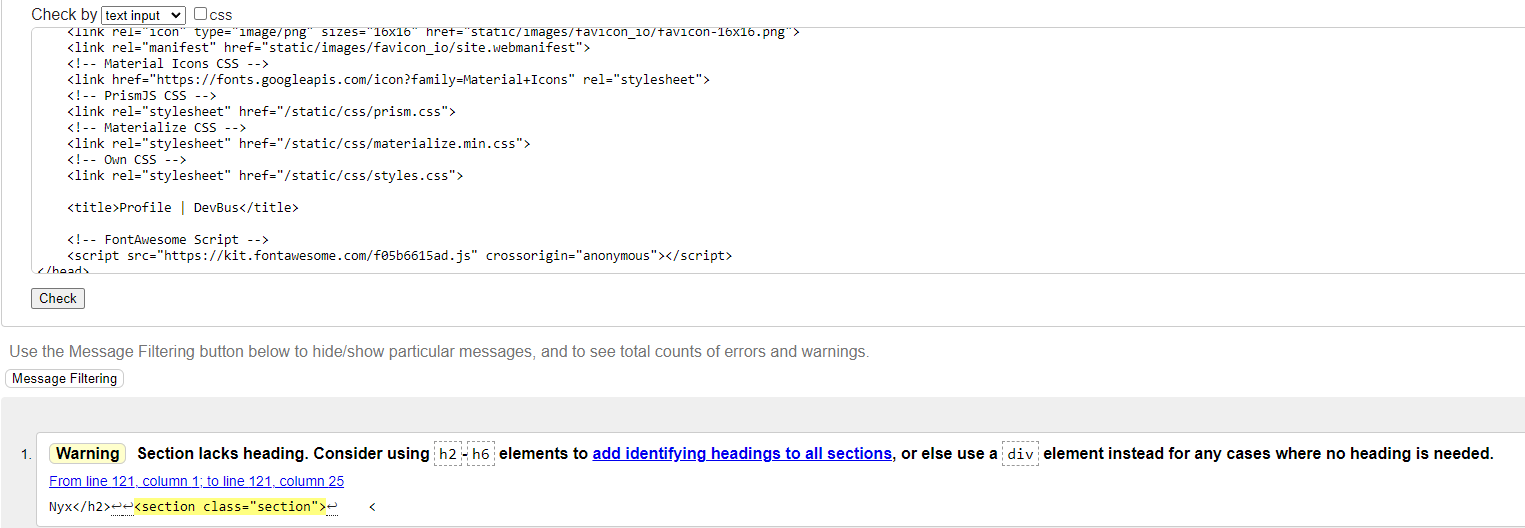 Check by text input css
<link rel="icon" type="image/png" sizes="16x16" href="static/images/favicon_io/favicon-16x16.png">
<link rel="manifest" href="static/images/favicon_io/site.webmanifest">
<!-- Material Icons CSS -->
<link href="https://fonts.googleapis.com/icon?family=Material+Icons" rel="stylesheet">
<!-- PrismJS CSS -->
<link rel="stylesheet" href="/static/css/prism.css">
<!-- Materialize CSS -->
<link rel="stylesheet" href="/static/css/materialize.min.css">
<!-- Own CSS -->
<link rel="stylesheet" href="/static/css/styles.css">
<title>Profile | DevBus</title>
<!-- FontAwesome Script -->
<script src="https://kit.fontawesome.com/f05b6615ad.js" crossorigin="anonymous"></script>
</head>
Check
Use the Message Filtering button below to hide/show particular messages, and to see total counts of errors and warnings.
Message Filtering
1. Warning Section lacks heading. Consider using h2-h6 elements to add identifying headings to all sections, or else use a div element instead for any cases where no heading is needed.
From line 121, column 1; to line 121, column 25
Nyx</h2>↩↩<section class="section">↩ <